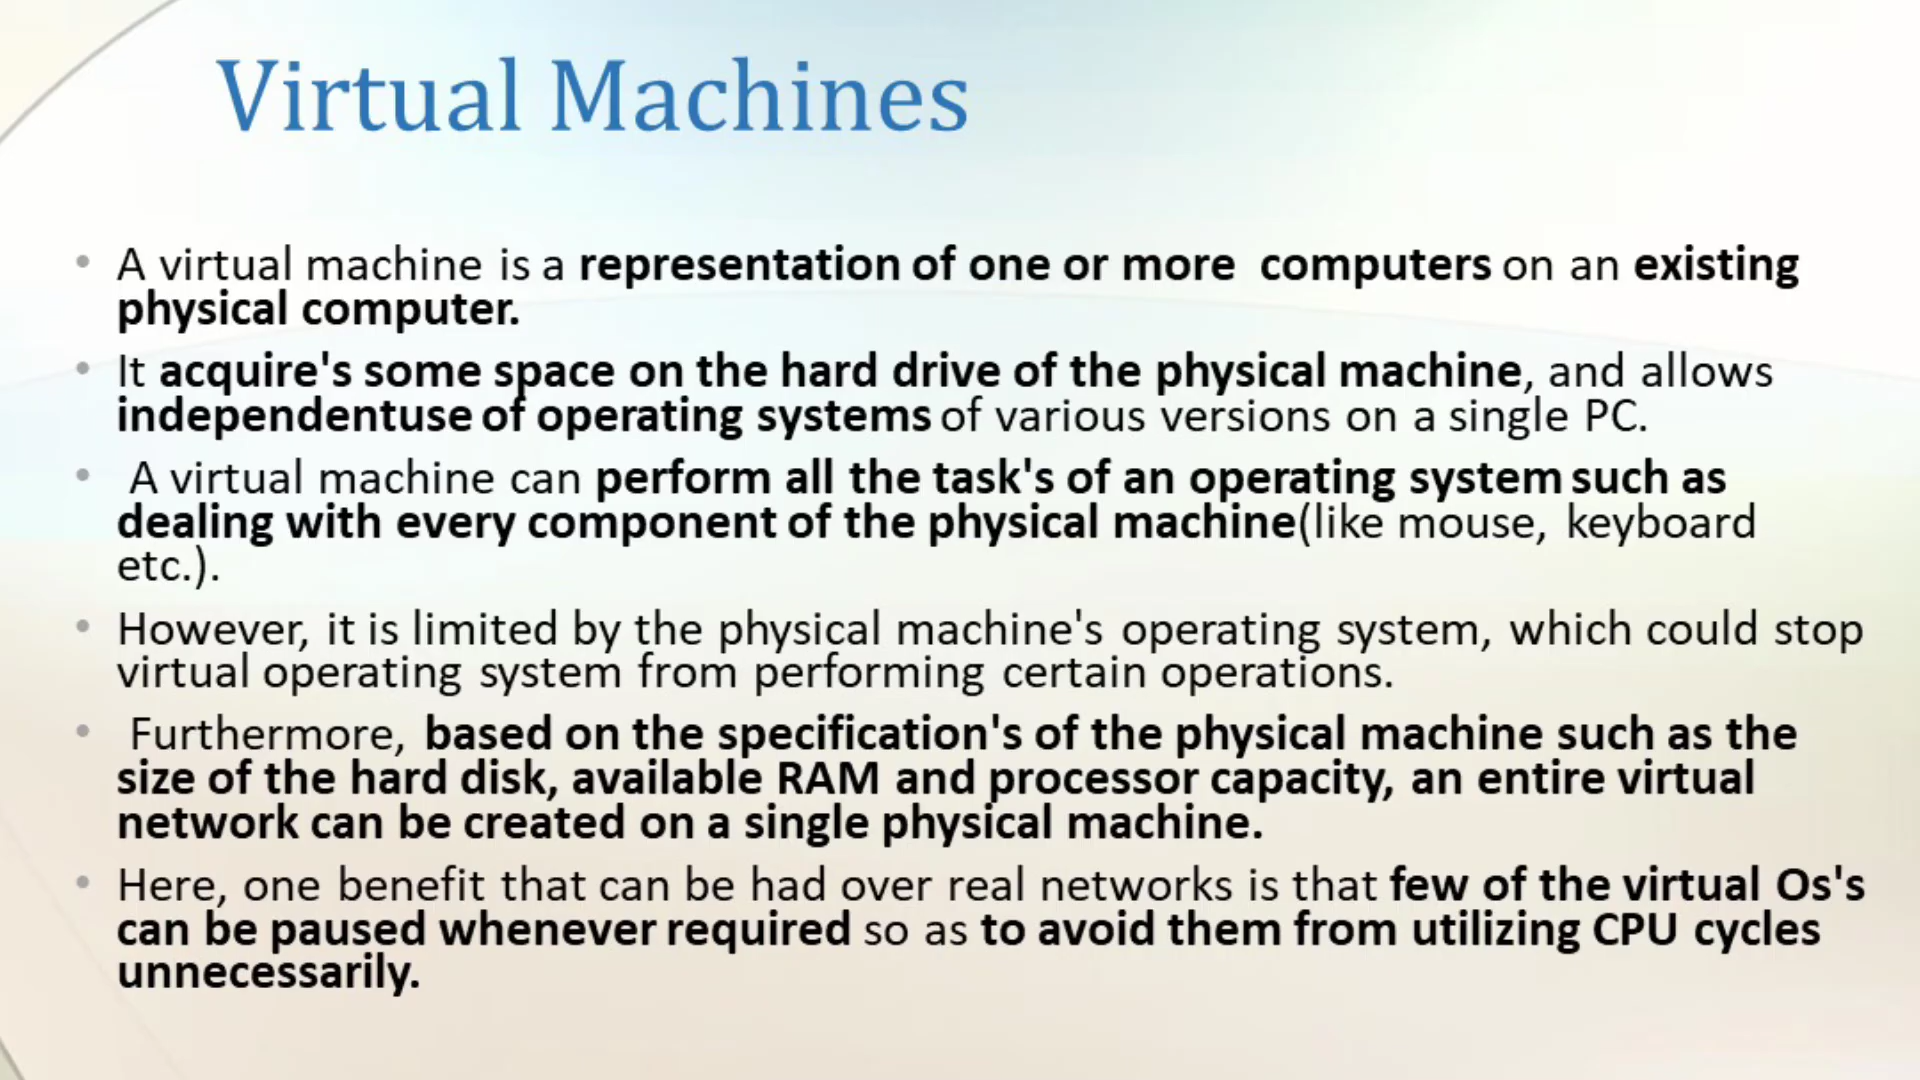 Virtual Machines
• A virtual machine is a representation of one or more computers on an existing
physical computer.
• It acquire's some space on the hard drive of the physical machine, and allows
independentuse of operating systems of various versions on a single PC.
• A virtual machine can perform all the task's of an operating system such as
dealing with every component of the physical machine(like mouse, keyboard
etc.).
• However, it is limited by the physical machine's operating system, which could stop
virtual operating system from performing certain operations.
• Furthermore, based on the specification's of the physical machine such as the
size of the hard disk, available RAM and processor capacity, an entire virtual
network can be created on a single physical machine.
• Here, one benefit that can be had over real networks is that few of the virtual Os's
can be paused whenever required so as to avoid them from utilizing CPU cycles
unnecessarily.